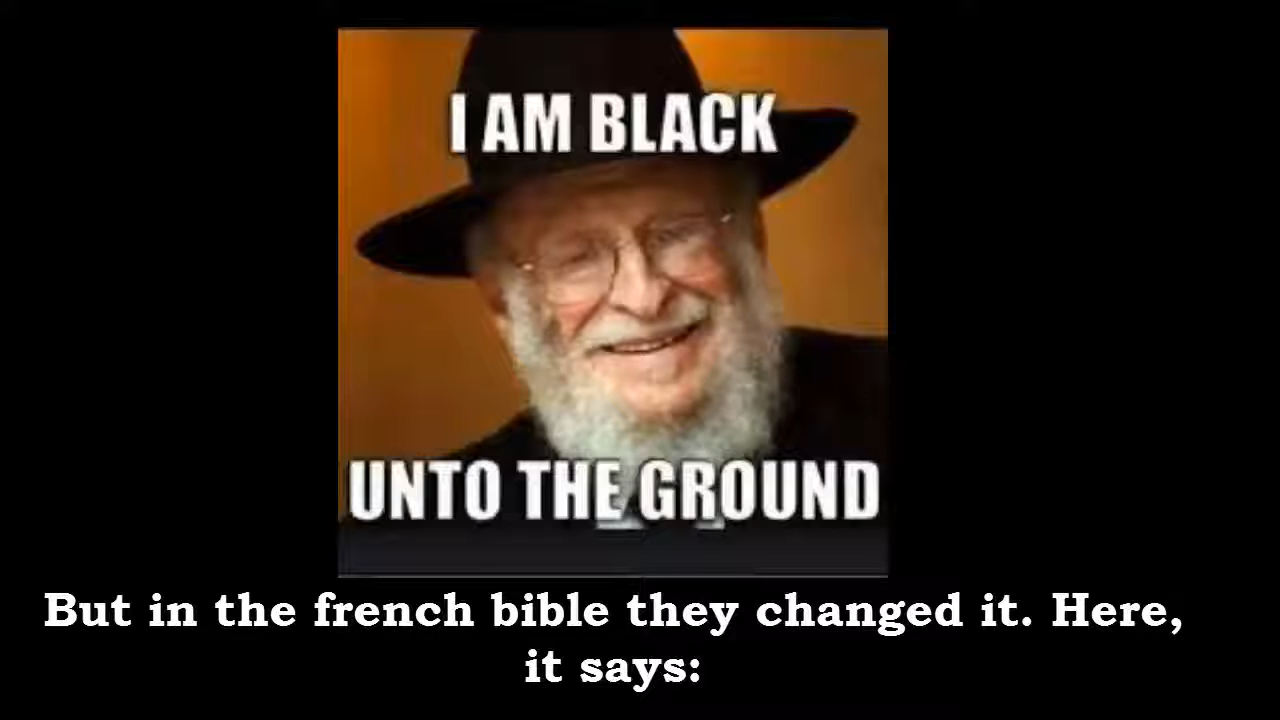 I AM BLACK
UNTO THE GROUND
But in the french bible they changed it. Here,
it says: